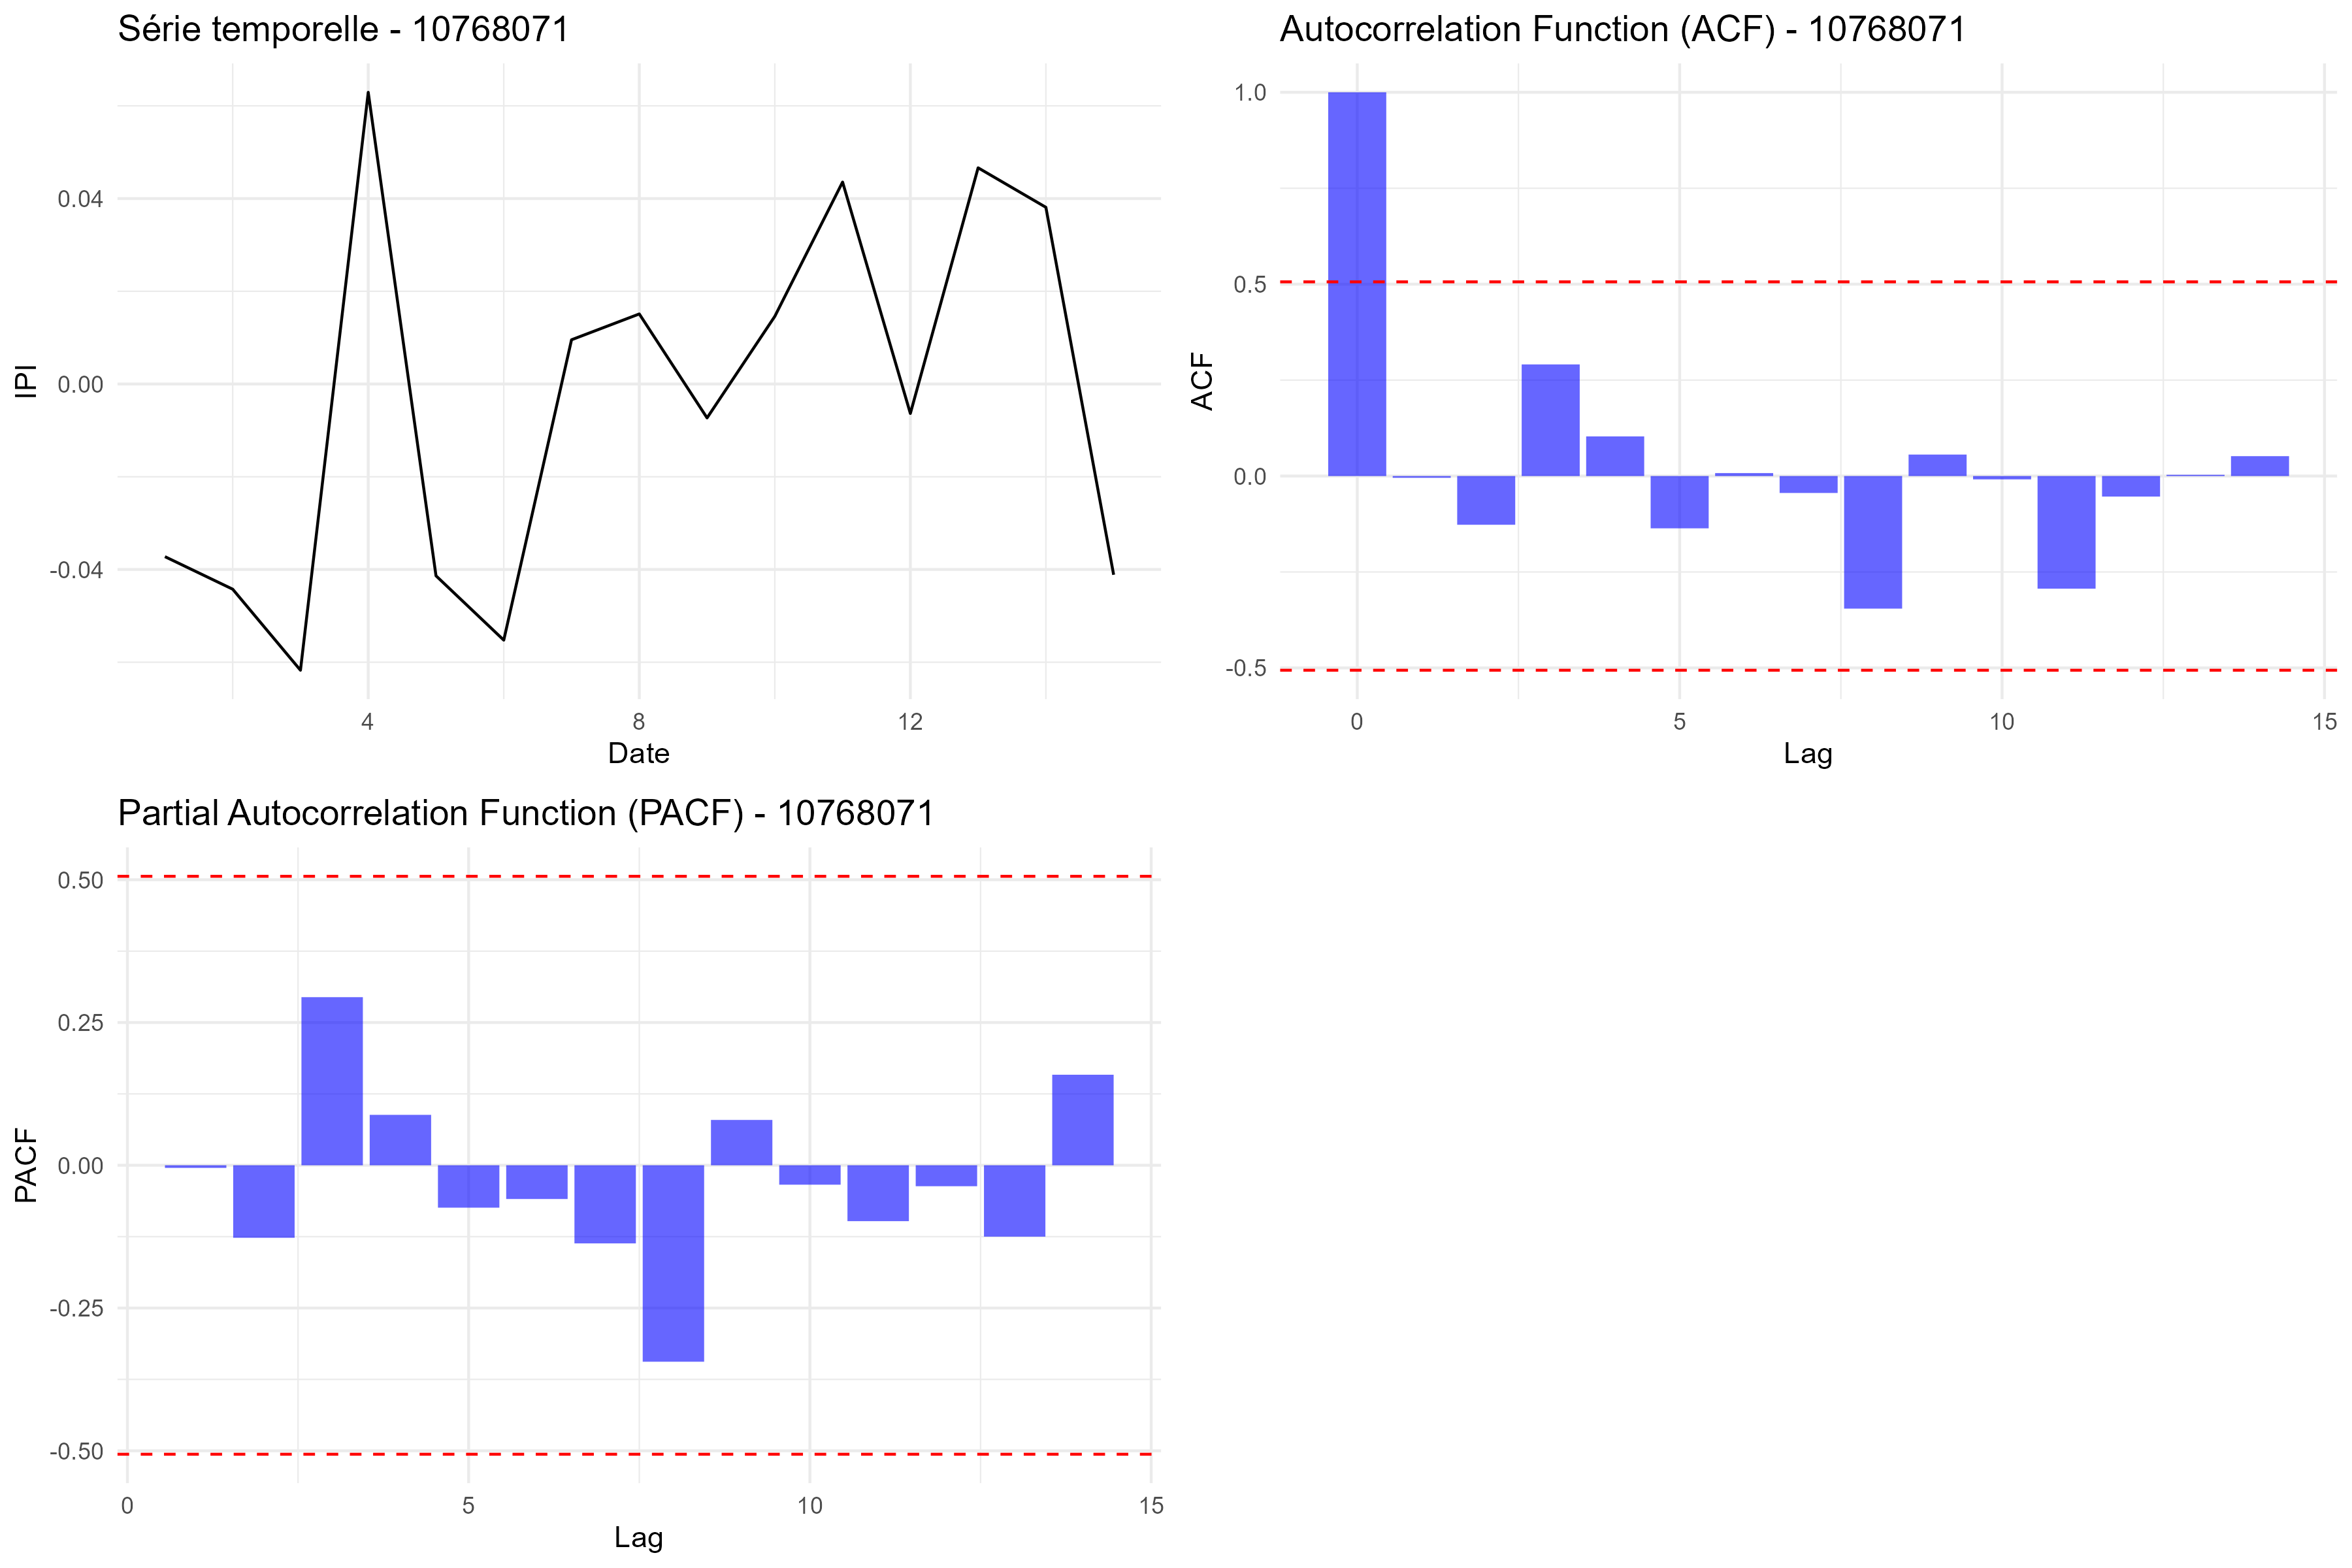 Série temporelle - 10768071
IPI
0.04
0.00
-0.04
4
8
12
Date
Autocorrelation Function (ACF) - 10768071
ACF
1.0
0.5
0.0
-0.5
0
5
10
15
Lag
Partial Autocorrelation Function (PACF) - 10768071
PACF
0.50
0.25
0.00
-0.25
-0.50
0
5
10
15
Lag